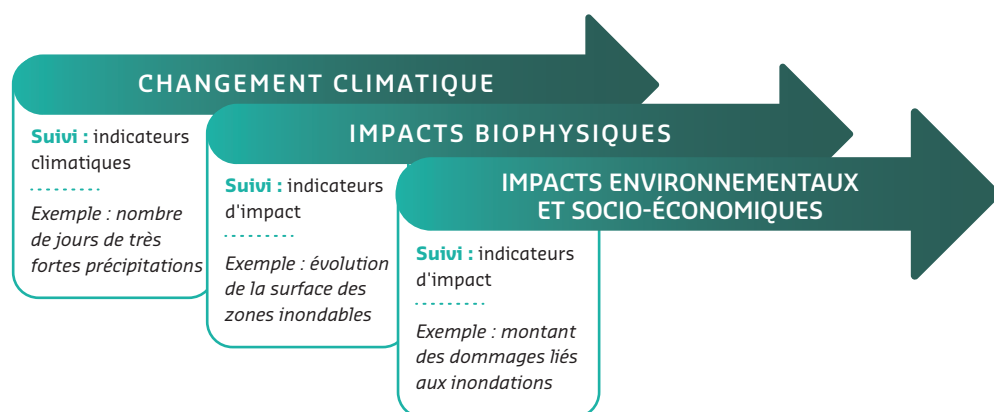 CHANGEMENT CLIMATIQUE
Suivi : indicateurs
climatiques
Exemple : nombre
de jours de très
fortes précipitations
IMPACTS BIOPHYSIQUES
Suivi : indicateurs
d'impact
Exemple : évolution
de la surface des
zones inondables
IMPACTS ENVIRONNEMENTAUX
ET SOCIO-ÉCONOMIQUES
Suivi : indicateurs
d'impact
Exemple : montant
des dommages liés
aux inondations